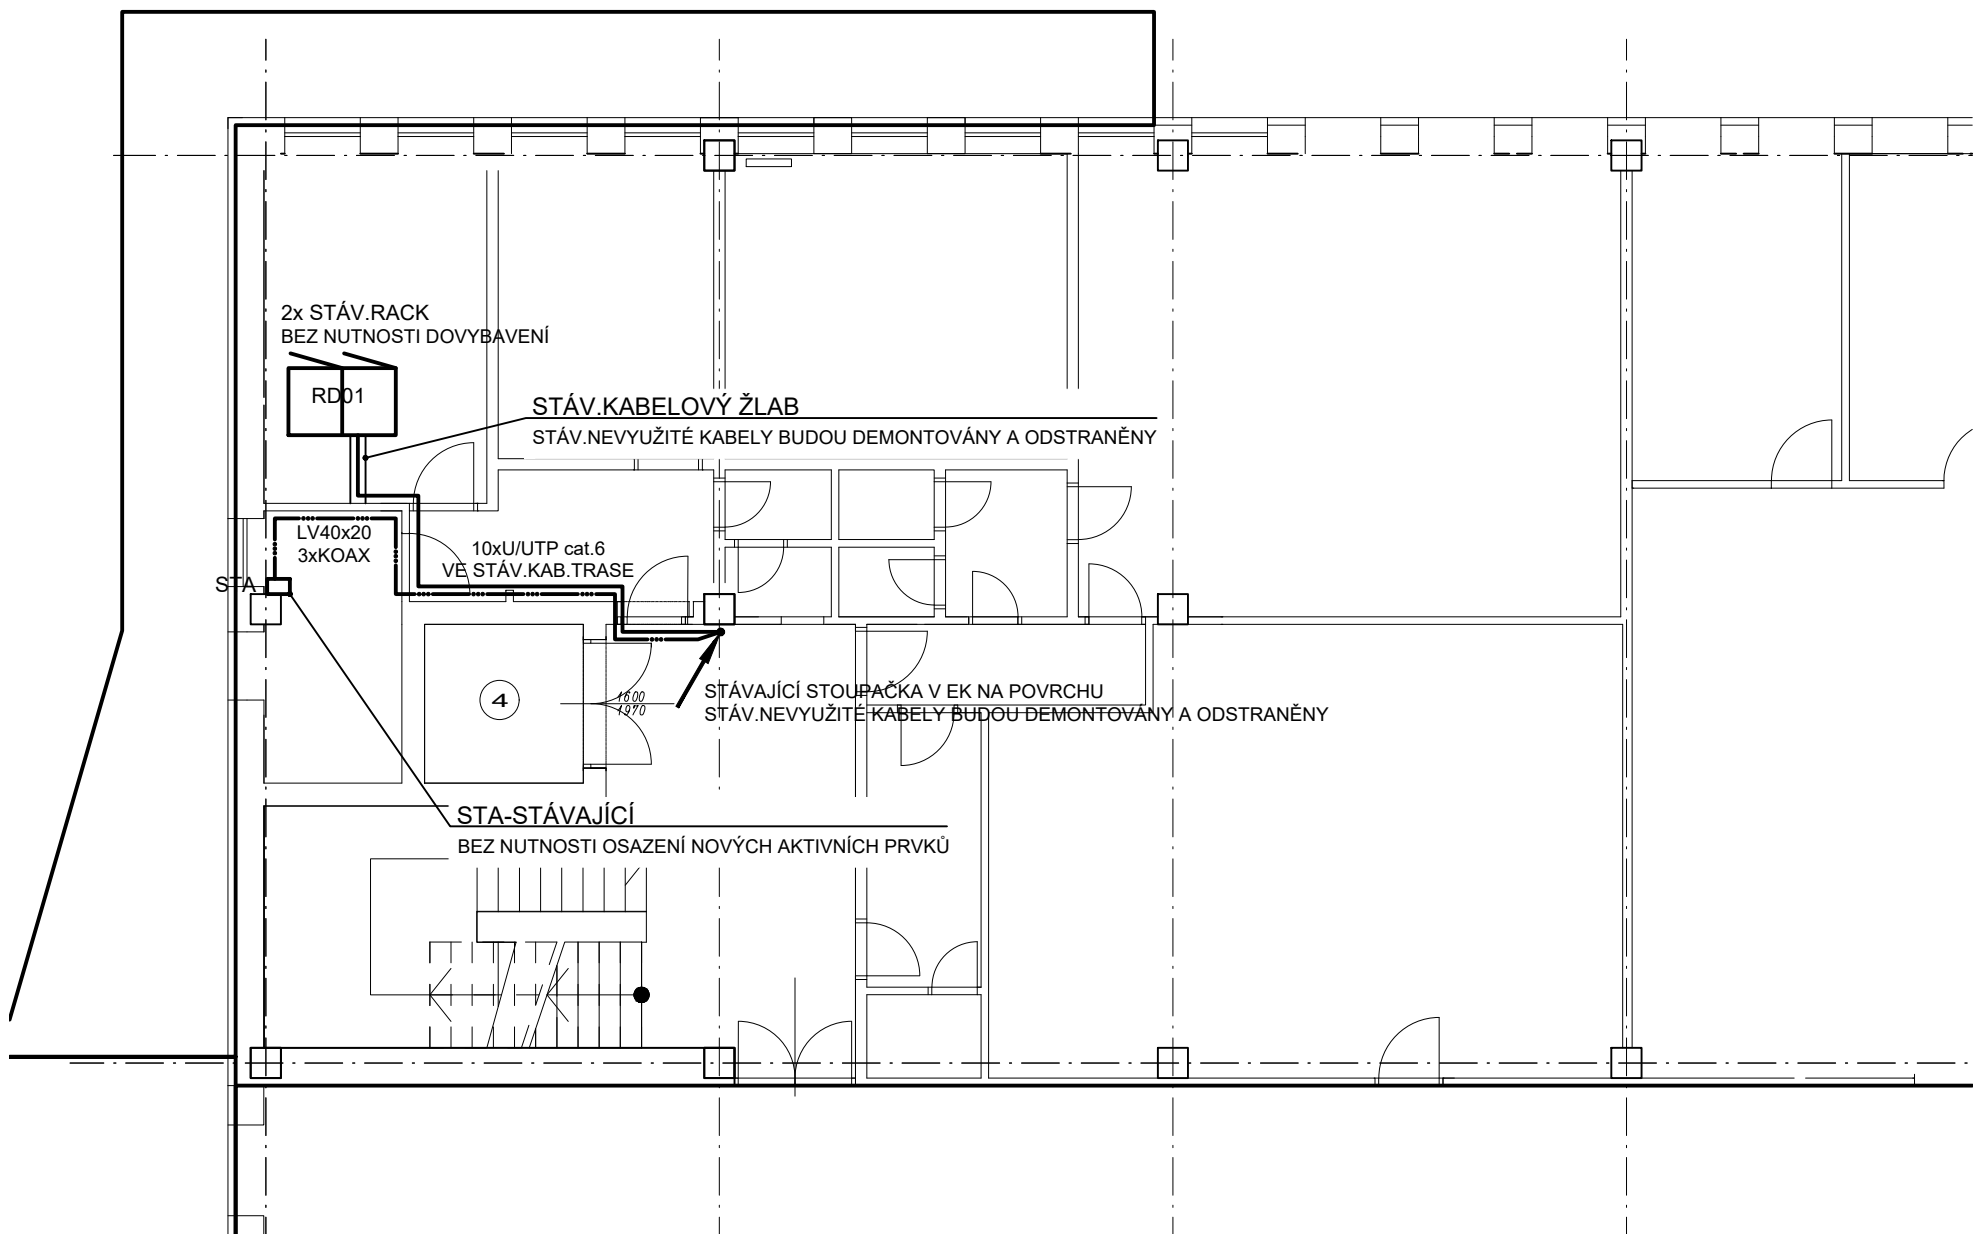 2x STÁV.RACK
BEZ NUTNOSTI DOVYBAVENÍ
RD01
STÁV.KABELOVÝ ŽLAB
STÁV.NEVYUŽITÉ KABELY BUDOU DEMONTOVÁNY A ODSTRANĚNY
LV40x20
3xKOAX
10xU/UTP cat.6
VE STÁV.KAB.TRASE
STA
4
1600
1970
STÁVAJÍCÍ STOUPAČKA V EK NA POVRCHU
STÁV.NEVYUŽITÉ KABELY BUDOU DEMONTOVÁNY A ODSTRANĚNY
STA-STÁVAJÍCÍ
BEZ NUTNOSTI OSAZENÍ NOVÝCH AKTIVNÍCH PRVKŮ